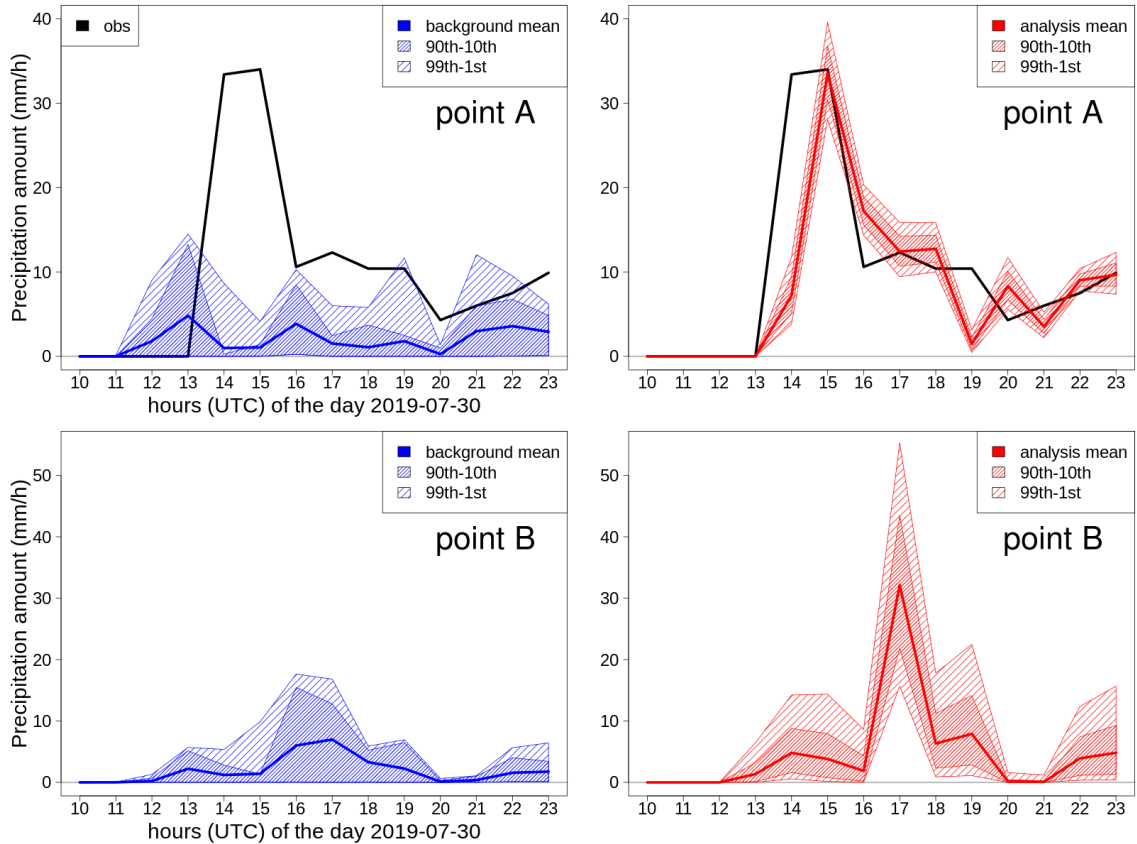 obs
background mean
90th-10th
99th-1st
point A
Precipitation amount (mm/h)
40
30
20
10
0
10 11 12 13 14 15 16 17 18 19 20 21 22 23
hours (UTC) of the day 2019-07-30
analysis mean
90th-10th
99th-1st
point A
40
30
20
10
0
10 11 12 13 14 15 16 17 18 19 20 21 22 23
background mean
90th-10th
99th-1st
point B
Precipitation amount (mm/h)
50
40
30
20
10
0
10 11 12 13 14 15 16 17 18 19 20 21 22 23
hours (UTC) of the day 2019-07-30
analysis mean
90th-10th
99th-1st
point B
50
40
30
20
10
0
10 11 12 13 14 15 16 17 18 19 20 21 22 23